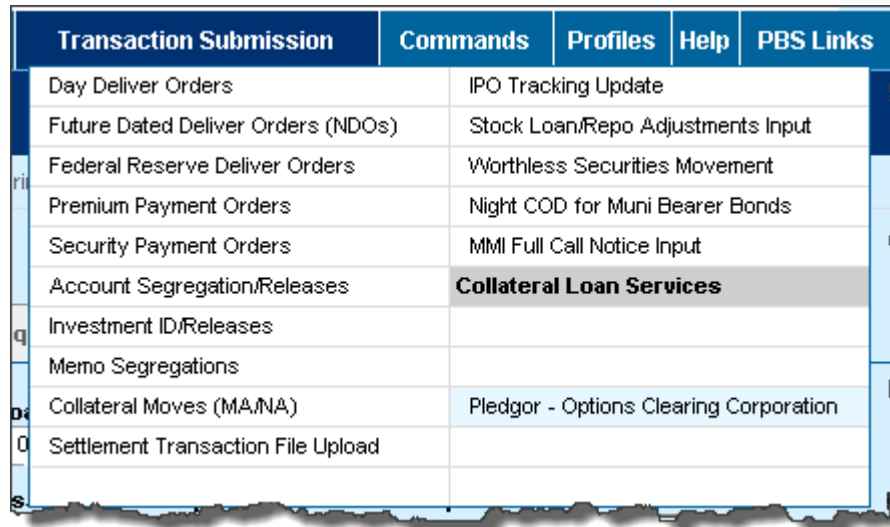 Transaction Submission
Commands
Profiles
Help
PBS Links
Day Deliver Orders
Future Dated Deliver Orders (NDOs)
Federal Reserve Deliver Orders
Premium Payment Orders
Security Payment Orders
Account Segregation/Releases
Investment ID/Releases
Memo Segregations
Collateral Moves (MA/NA)
Settlement Transaction File Upload
IPO Tracking Update
Stock Loan/Repo Adjustments Input
Worthless Securities Movement
Night COD for Muni Bearer Bonds
MMI Full Call Notice Input
Collateral Loan Services
Pledgor - Options Clearing Corporation